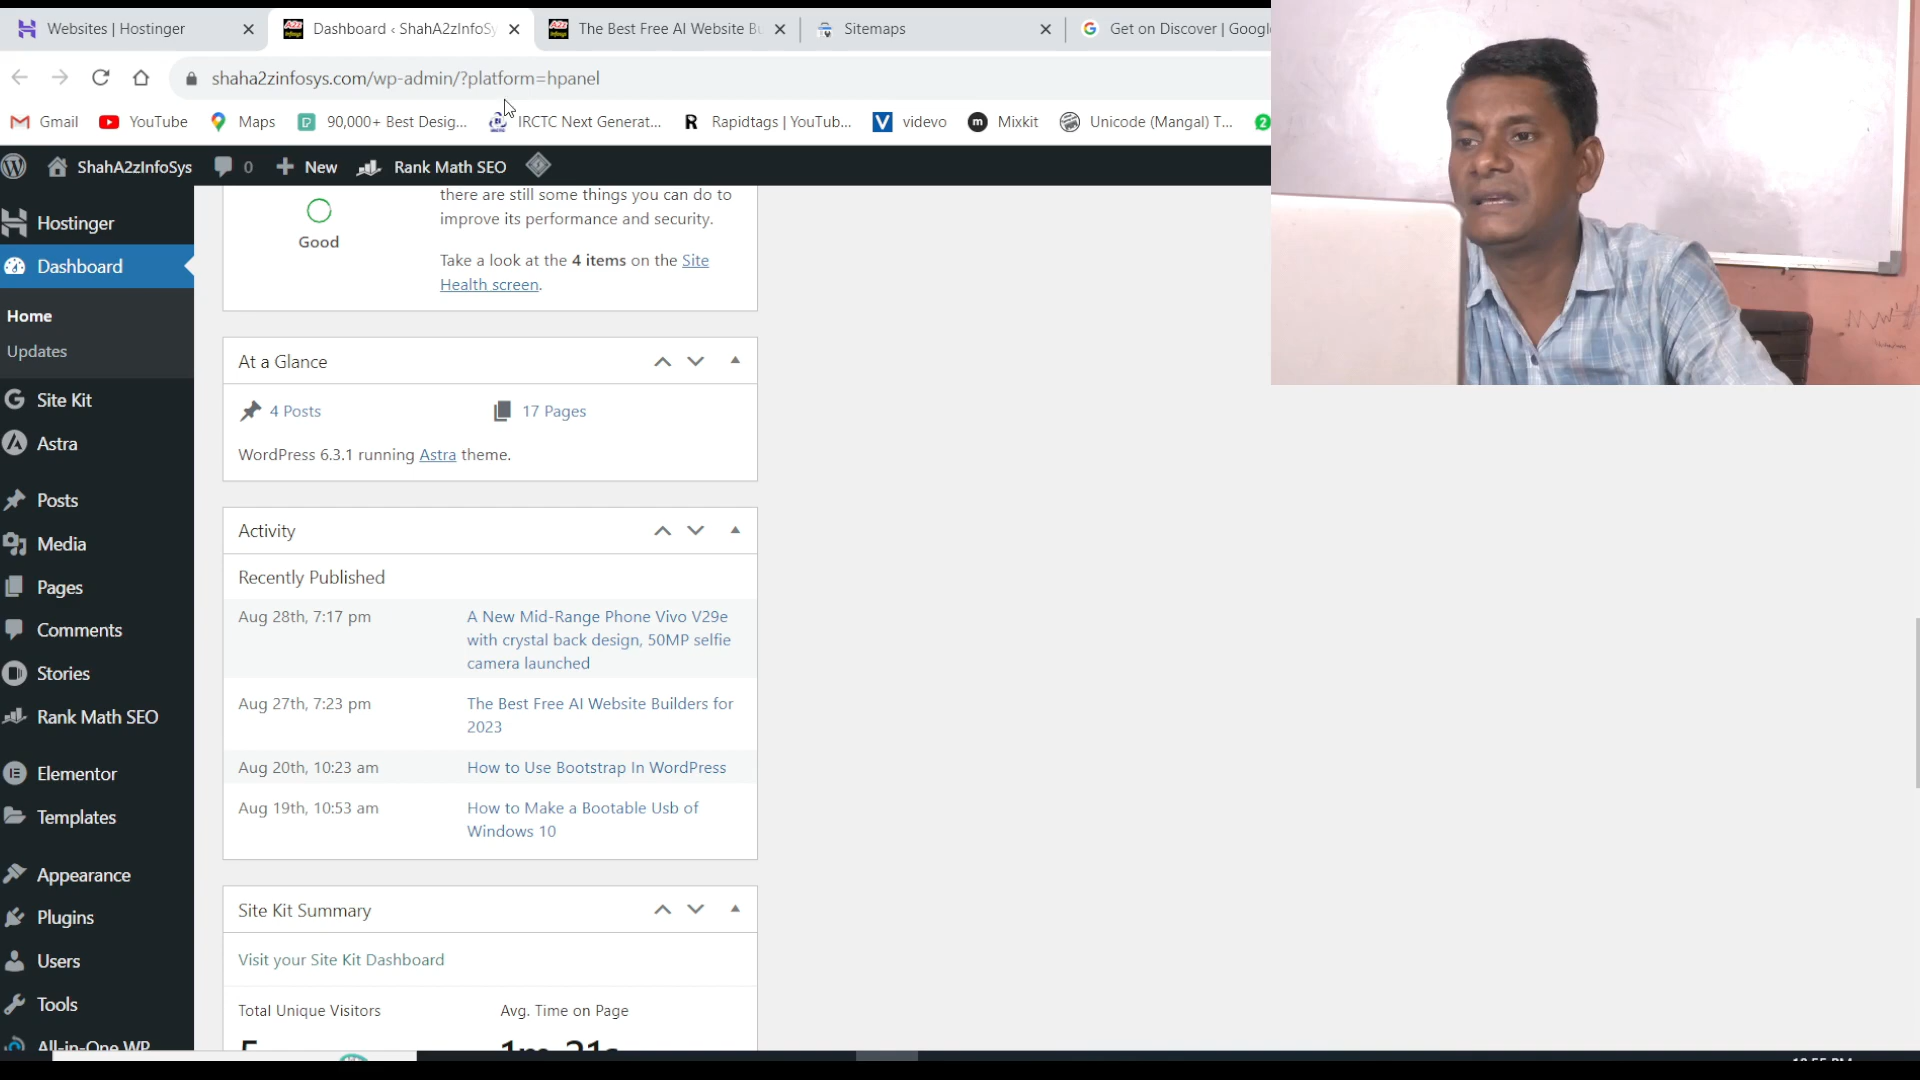 Websites | Hostinger
Dashboard ‹ ShahA2zInfoSy
The Best Free AI Website Bu
Sitemaps
Get on Discover | Googl
shaha2zinfosys.com/wp-admin/?platform=hpanel
Gmail
YouTube
Maps
90,000+ Best Desig...
IRCTC Next Generat...
Rapidtags | YouTub...
videvo
Mixkit
Unicode (Mangal) T...
2
ShahA2zInfoSys
0
New
Rank Math SEO
Hostinger
Dashboard
Home
Updates
Site Kit
Astra
Posts
Media
Pages
Comments
Stories
Rank Math SEO
Elementor
Templates
Appearance
Plugins
Users
Tools
All-in-One WP
there are still some things you can do to
improve its performance and security.
Good
Take a look at the 4 items on the Site
Health screen.
At a Glance
4 Posts
17 Pages
WordPress 6.3.1 running Astra theme.
Activity
Recently Published
Aug 28th, 7:17 pm
A New Mid-Range Phone Vivo V29e
with crystal back design, 50MP selfie
camera launched
Aug 27th, 7:23 pm
The Best Free AI Website Builders for
2023
Aug 20th, 10:23 am
How to Use Bootstrap In WordPress
Aug 19th, 10:53 am
How to Make a Bootable Usb of
Windows 10
Site Kit Summary
Visit your Site Kit Dashboard
Total Unique Visitors
Avg. Time on Page